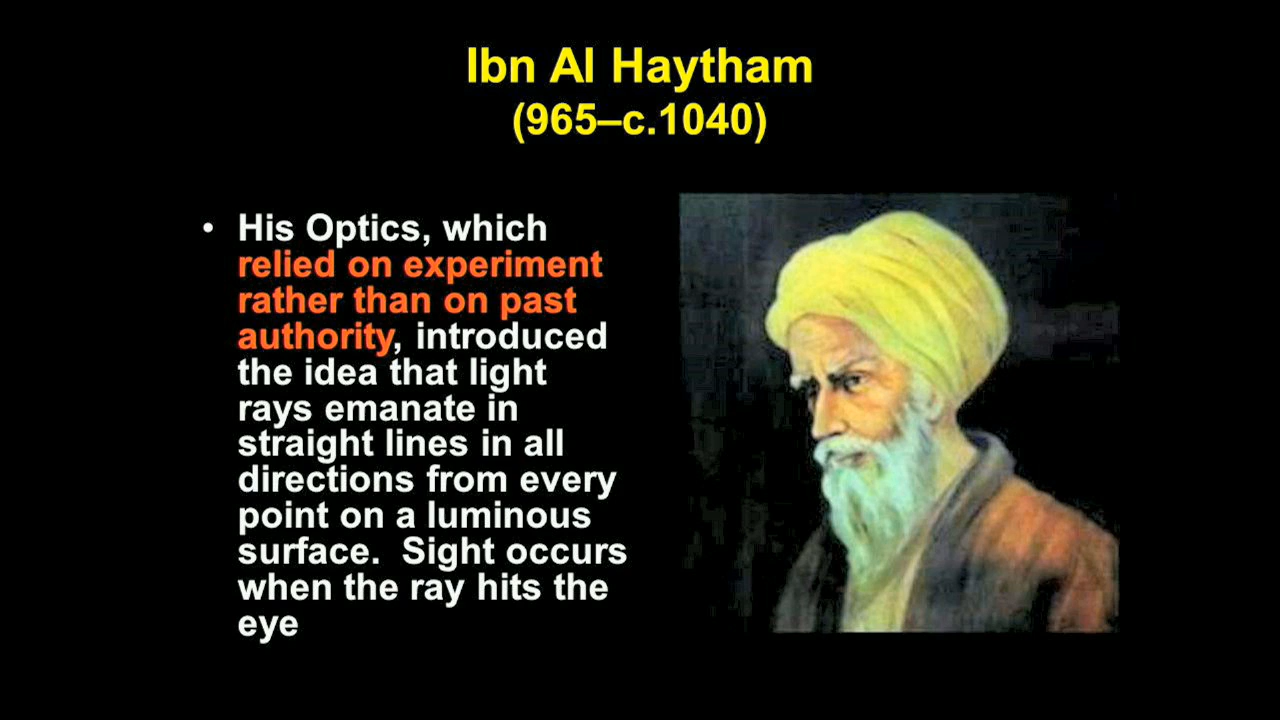 Ibn Al Haytham
(965–c.1040)
• His Optics, which
relied on experiment
rather than on past
authority, introduced
the idea that light
rays emanate in
straight lines in all
directions from every
point on a luminous
surface.  Sight occurs
when the ray hits the
eye